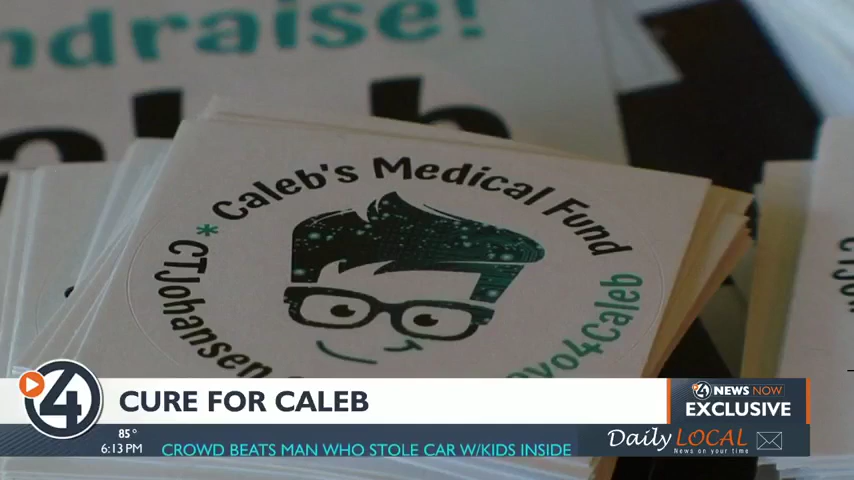 ndraise!
Caleb's Medical Fund
*CTJohansen
vo4Caleb
4
CURE FOR CALEB
4 NEWS NOW
EXCLUSIVE
85°
6:13 PM
CROWD BEATS MAN WHO STOLE CAR W/KIDS INSIDE
Daily LOCAL
News on your time